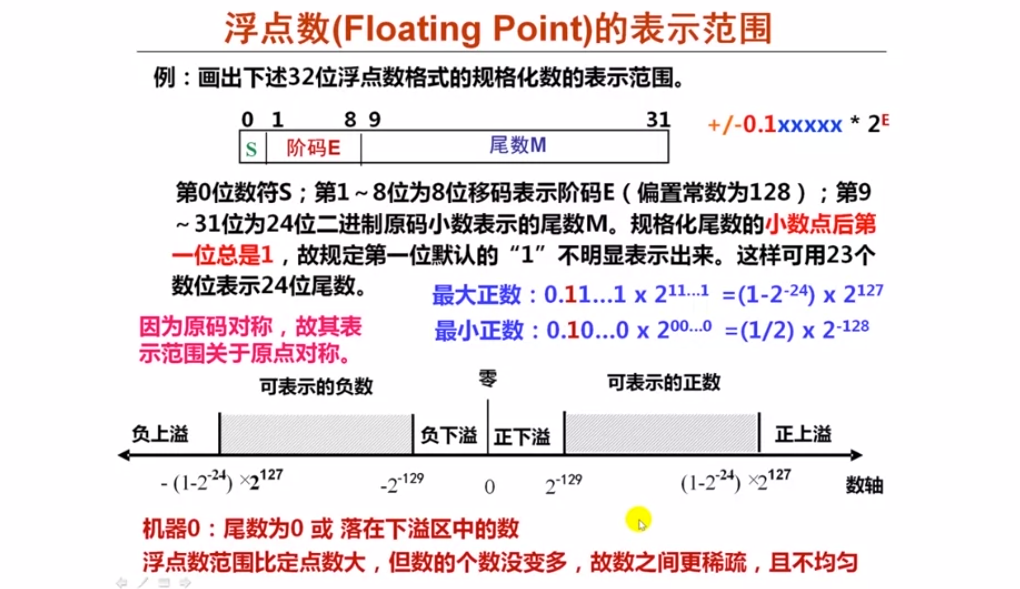 浮点数(Floating Point)的表示范围
例：画出下述32位浮点数格式的规格化数的表示范围。
0 1 8 9 31
S 阶码E 尾数M
+/-0.1xxxxx * 2^E
第0位数符S；第1～8位为8位移码表示阶码E（偏置常数为128）；第9
～31位为24位二进制原码小数表示的尾数M。规格化尾数的小数点后第
一位总是1，故规定第一位默认的“1”不明显表示出来。这样可用23个
数位表示24位尾数。
最大正数：0.11...1 x 2^11...1 =(1-2^-24) x 2^127
最小正数：0.10...0 x 2^00...0 =(1/2) x 2^-128
因为原码对称，故其表
示范围关于原点对称。
可表示的负数 零 可表示的正数
负上溢 负下溢 正下溢 正上溢
- (1-2^-24) ×2^127 -2^-129 0 2^-129 (1-2^-24) ×2^127 数轴
机器0：尾数为0 或 落在下溢区中的数
浮点数范围比定点数大，但数的个数没变多，故数之间更稀疏，且不均匀